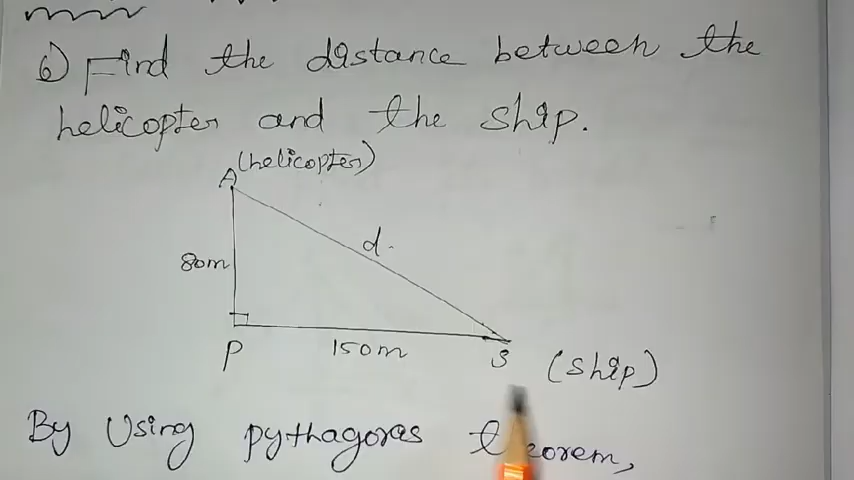 6) Find the distance between the
helicopter and the ship.
A (helicopter)
d.
80m
P
150m
S (ship)
By Using pythagoras theorem,